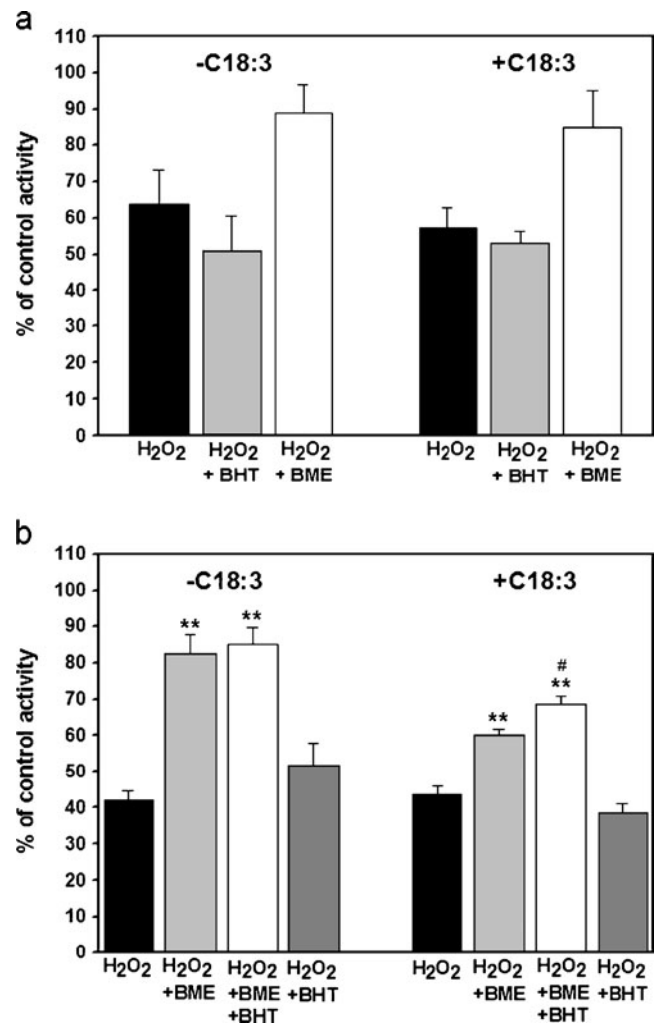 a
-C18:3 +C18:3
% of control activity
110
100
90
80
70
60
50
40
30
20
10
0
H₂O₂ H₂O₂ H₂O₂ H₂O₂ H₂O₂ H₂O₂
+ BHT + BME + BHT + BME
b
-C18:3 +C18:3
% of control activity
110
100
90
80
70
60
50
40
30
20
10
0
** ** ** # **
H₂O₂ H₂O₂ H₂O₂ H₂O₂ H₂O₂ H₂O₂ H₂O₂ H₂O₂
+BME +BME +BHT +BME +BME +BHT
+BHT +BHT